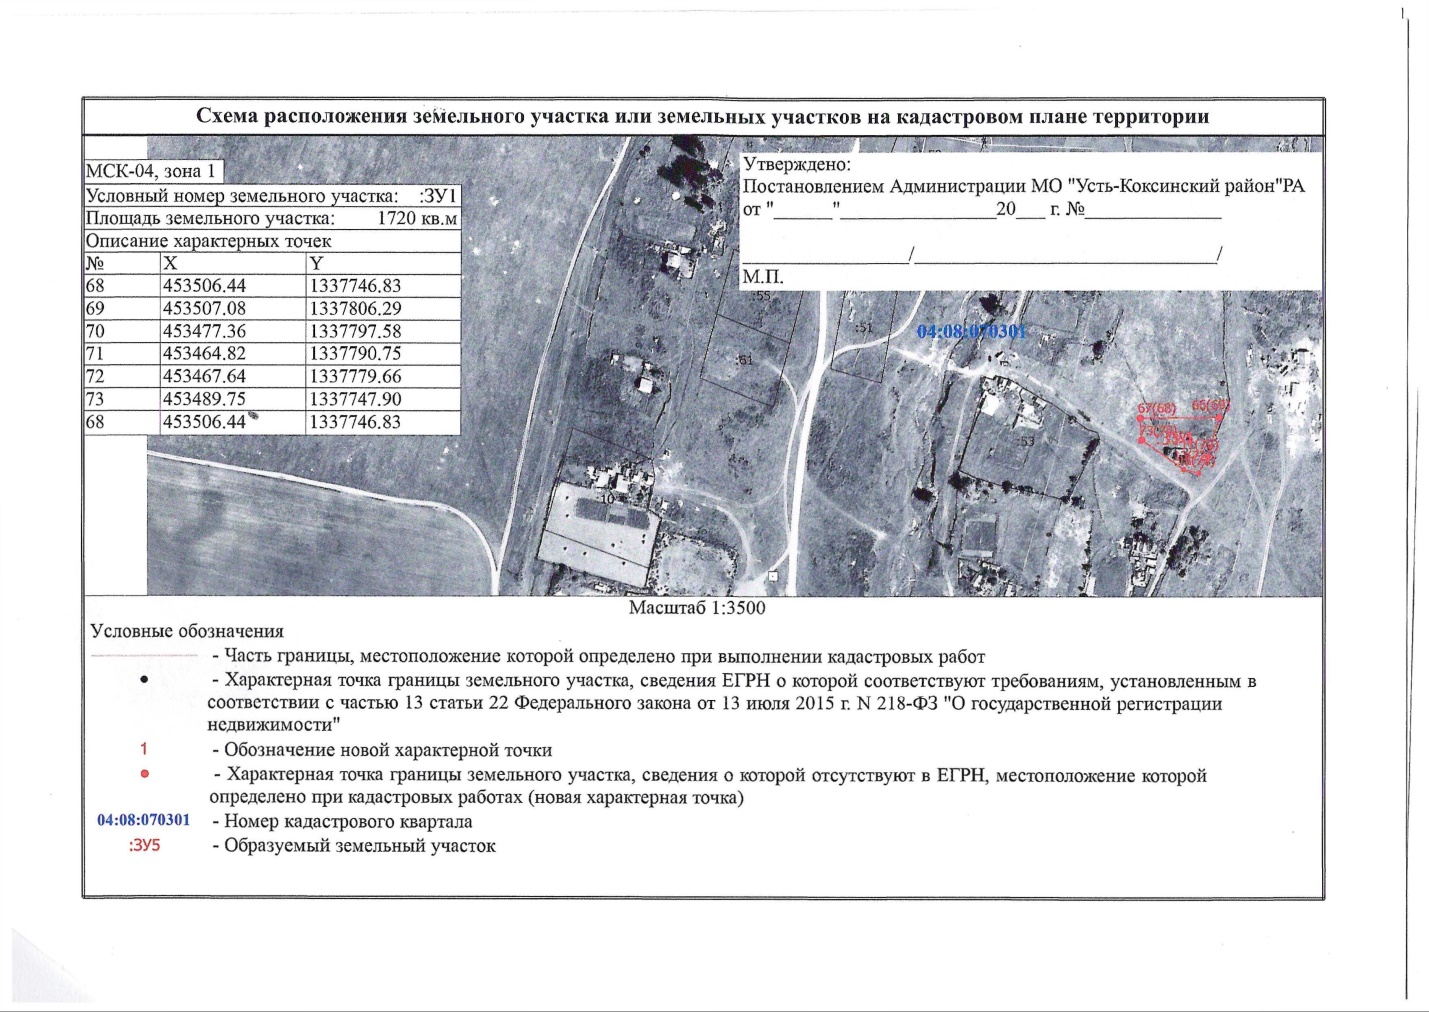 Схема расположения земельного участка или земельных участков на кадастровом плане территории
МСК-04, зона 1
Условный номер земельного участка: :ЗУ1
Площадь земельного участка: 1720 кв.м
Описание характерных точек
№ X Y
68 453506.44 1337746.83
69 453507.08 1337806.29
70 453477.36 1337797.58
71 453464.82 1337790.75
72 453467.64 1337779.66
73 453489.75 1337747.90
68 453506.44 1337746.83
Утверждено:
Постановлением Администрации МО "Усть-Коксинский район"РА
от "______"________________20___ г. №______________
_________________/______________________________/
М.П.
:55
:51
04:08:070301
:61
67(68)
:53
10
Масштаб 1:3500
Условные обозначения
- Часть границы, местоположение которой определено при выполнении кадастровых работ
- Характерная точка границы земельного участка, сведения ЕГРН о которой соответствуют требованиям, установленным в
соответствии с частью 13 статьи 22 Федерального закона от 13 июля 2015 г. N 218-ФЗ "О государственной регистрации
недвижимости"
1 - Обозначение новой характерной точки
- Характерная точка границы земельного участка, сведения о которой отсутствуют в ЕГРН, местоположение которой
определено при кадастровых работах (новая характерная точка)
04:08:070301 - Номер кадастрового квартала
:ЗУ5 - Образуемый земельный участок